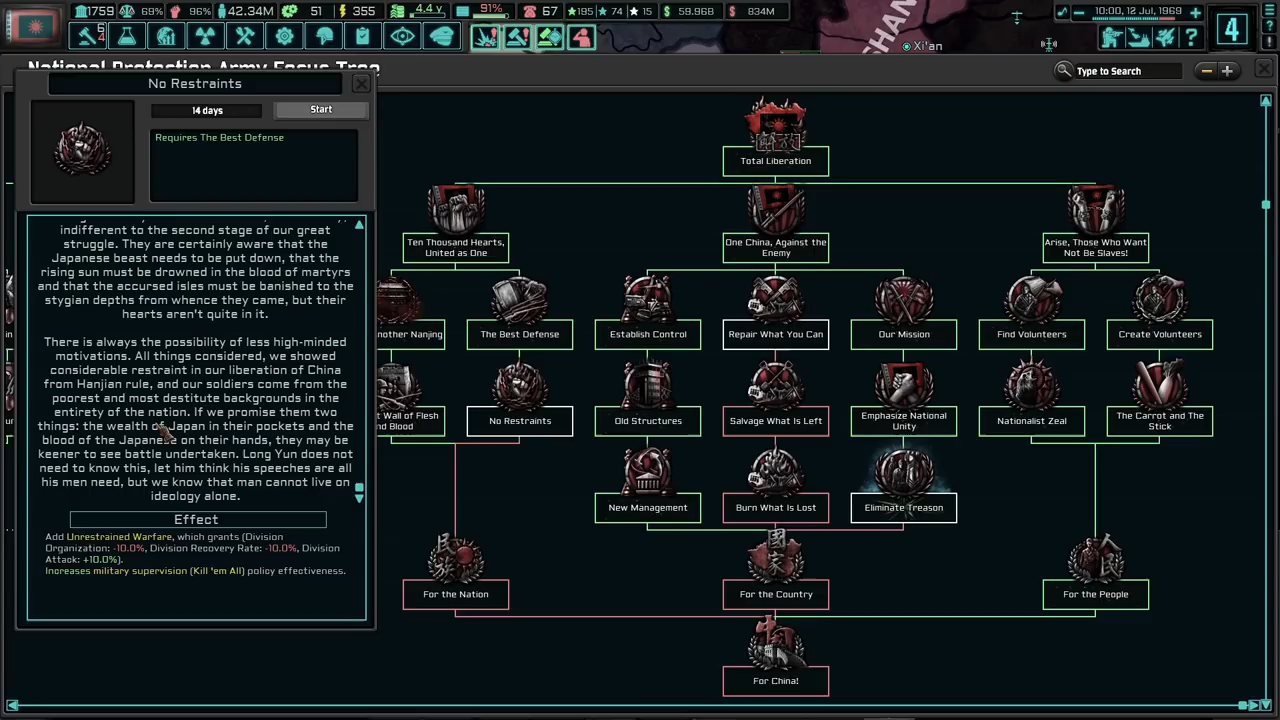 1759
69%
96%
42.34M
51
355
4.4 v
91%
67
195
74
15
$ 59.96B
$ 834M
10:00, 12 Jul, 1969
6
4
4
SHAN
Xi'an
National Protection Army Focus Tree
Type to Search
No Restraints
14 days
Start
Requires The Best Defense
indifferent to the second stage of our great
struggle. They are certainly aware that the
Japanese beast needs to be put down, that the
rising sun must be drowned in the blood of martyrs
and that the accursed isles must be banished to the
stygian depths from whence they came, but their
hearts aren't quite in it.
There is always the possibility of less high-minded
motivations. All things considered, we showed
considerable restraint in our liberation of China
from Hanjian rule, and our soldiers come from the
poorest and most destitute backgrounds in the
entirety of the nation. If we promise them two
things: the wealth of Japan in their pockets and the
blood of the Japanese on their hands, they may be
keener to see battle undertaken. Long Yun does not
need to know this, let him think his speeches are all
his men need, but we know that man cannot live on
ideology alone.
Effect
Add Unrestrained Warfare, which grants (Division
Organization: -10.0%, Division Recovery Rate: -10.0%, Division
Attack: +10.0%).
Increases military supervision (Kill 'em All) policy effectiveness.
Total Liberation
Ten Thousand Hearts,
United as One
One China, Against the
Enemy
Arise, Those Who Want
Not Be Slaves!
nother Nanjing
The Best Defense
Establish Control
Repair What You Can
Our Mission
Find Volunteers
Create Volunteers
t Wall of Flesh
nd Blood
No Restraints
Old Structures
Salvage What Is Left
Emphasize National
Unity
Nationalist Zeal
The Carrot and The
Stick
New Management
Burn What Is Lost
Eliminate Treason
民
族
國
家
人
民
For the Nation
For the Country
For the People
中
For China!